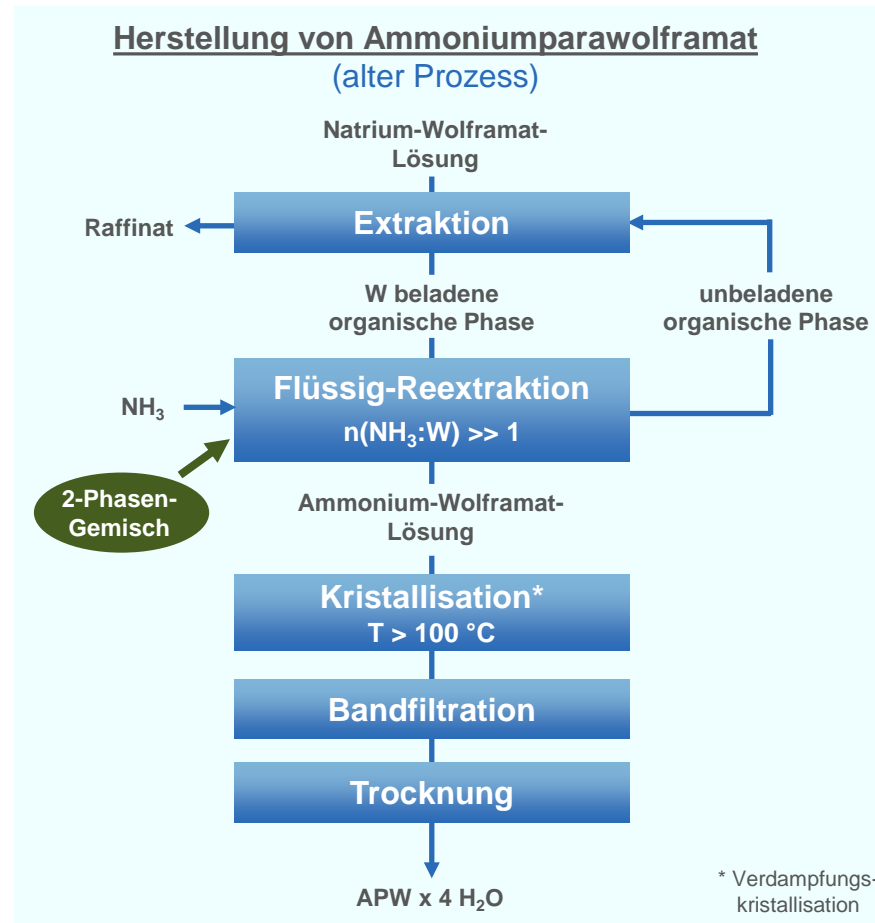 Herstellung von Ammoniumparawolframat
(alter Prozess)
Natrium-Wolframat-
Lösung
Extraktion
Raffinat
W beladene
organische Phase
unbeladene
organische Phase
Flüssig-Reextraktion
n(NH₃:W) >> 1
NH₃
2-Phasen-
Gemisch
Ammonium-Wolframat-
Lösung
Kristallisation*
T > 100 °C
Bandfiltration
Trocknung
APW x 4 H₂O
* Verdampfungs-
kristallisation